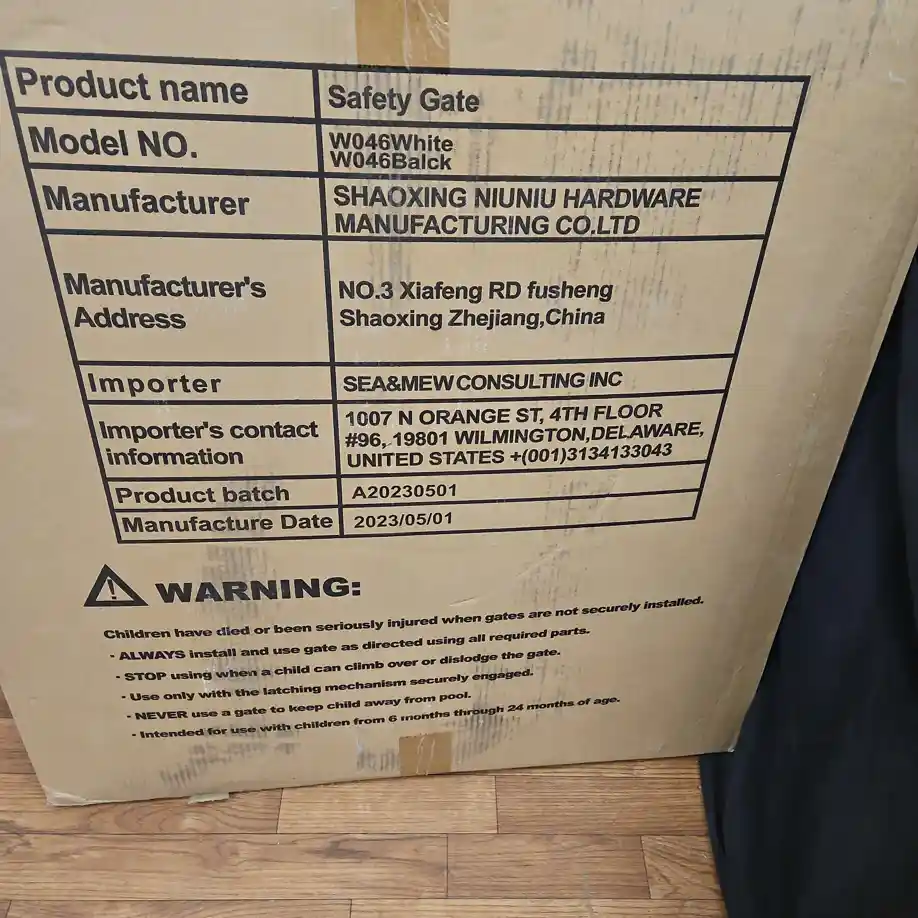 Product name
Safety Gate
Model NO.
W046White
W046Balck
Manufacturer
SHAOXING NIUNIU HARDWARE
MANUFACTURING CO.LTD
Manufacturer's
Address
NO.3 Xiafeng RD fusheng
Shaoxing Zhejiang,China
Importer
SEA&MEW CONSULTING INC
Importer's contact
information
1007 N ORANGE ST, 4TH FLOOR
#96, 19801 WILMINGTON,DELAWARE,
UNITED STATES +(001)3134133043
Product batch
A20230501
Manufacture Date
2023/05/01
WARNING:
Children have died or been seriously injured when gates are not securely installed.
- ALWAYS install and use gate as directed using all required parts.
- STOP using when a child can climb over or dislodge the gate.
- Use only with the latching mechanism securely engaged.
- NEVER use a gate to keep child away from pool.
- Intended for use with children from 6 months through 24 months of age.